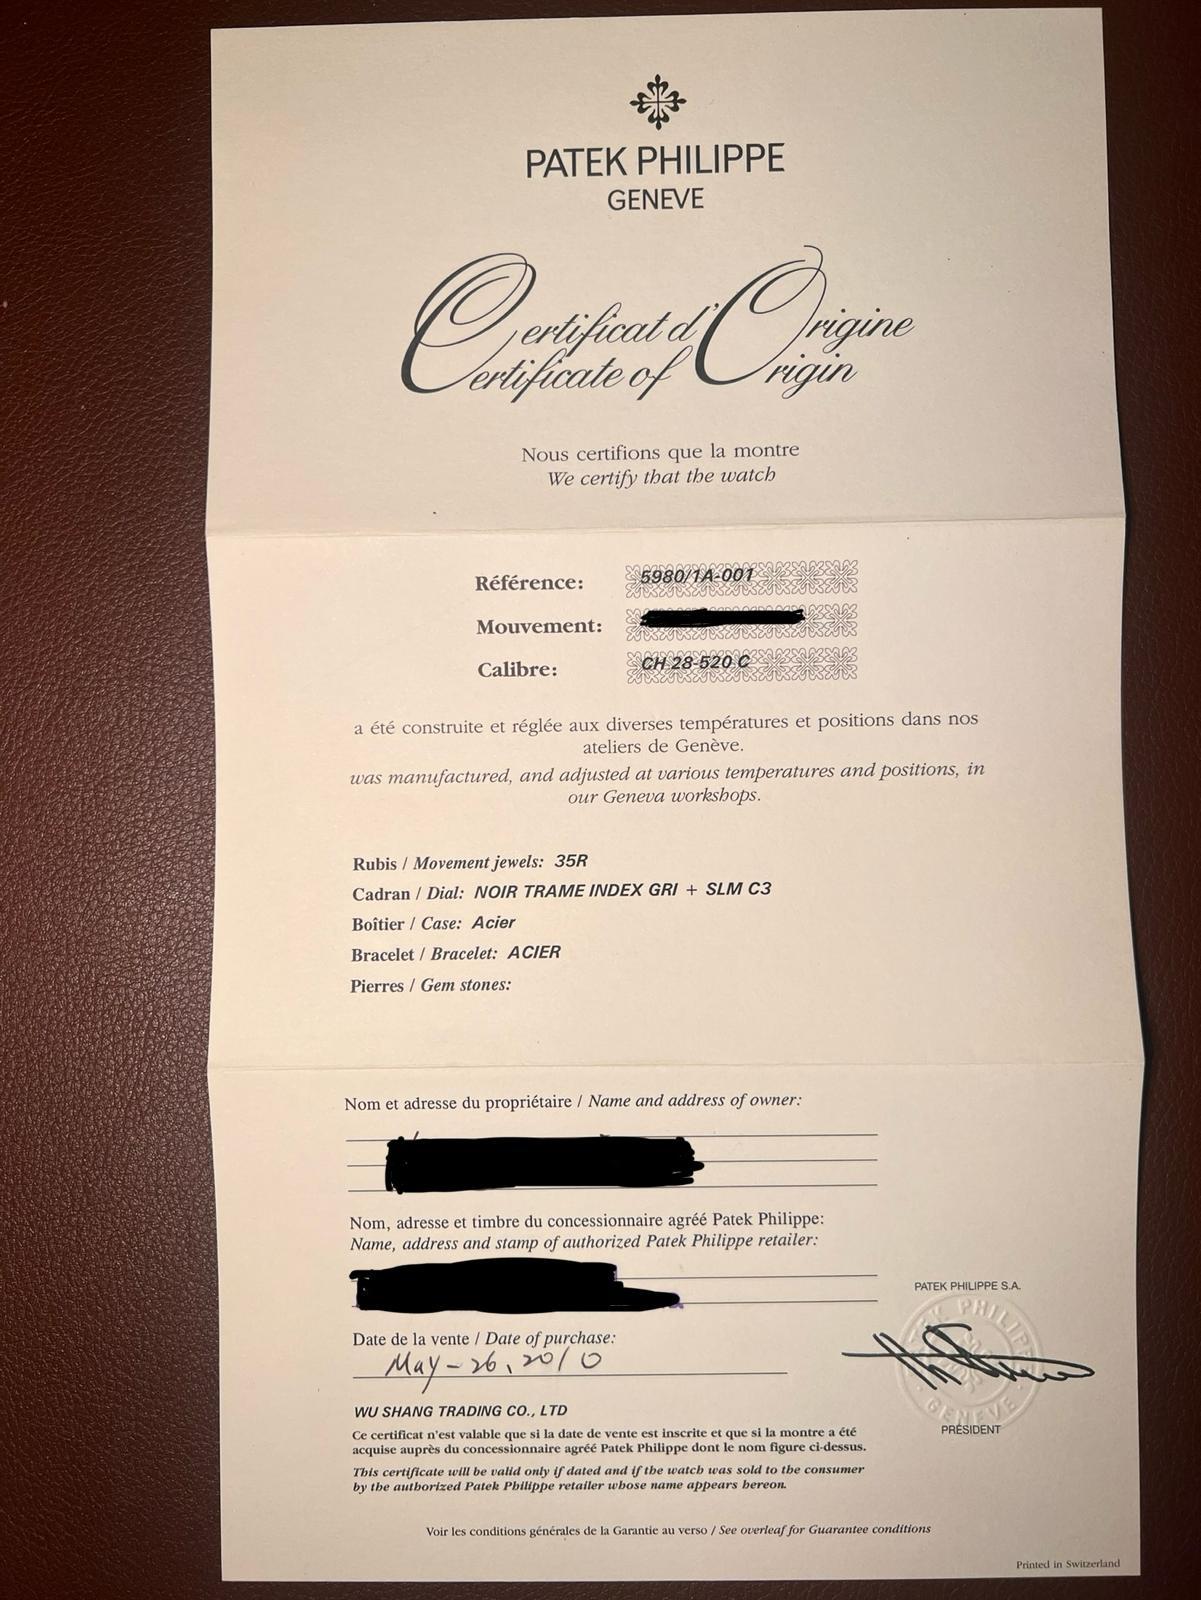 PATEK PHILIPPE
GENEVE
Certificat d'Origine
Certificate of Origin
Nous certifions que la montre
We certify that the watch
Référence: 5980/1A-001
Mouvement:
Calibre: CH 28-520 C
a été construite et réglée aux diverses températures et positions dans nos
ateliers de Genève.
was manufactured, and adjusted at various temperatures and positions, in
our Geneva workshops.
Rubis / Movement jewels: 35R
Cadran / Dial: NOIR TRAME INDEX GRI + SLM C3
Boîtier / Case: Acier
Bracelet / Bracelet: ACIER
Pierres / Gem stones:
Nom et adresse du propriétaire / Name and address of owner:
Nom, adresse et timbre du concessionnaire agréé Patek Philippe:
Name, address and stamp of authorized Patek Philippe retailer:
PATEK PHILIPPE S.A.
Date de la vente / Date of purchase:
May-26, 2010
PRÉSIDENT
WU SHANG TRADING CO., LTD
Ce certificat n'est valable que si la date de vente est inscrite et que si la montre a été
acquise auprès du concessionnaire agréé Patek Philippe dont le nom figure ci-dessus.
This certificate will be valid only if dated and if the watch was sold to the consumer
by the authorized Patek Philippe retailer whose name appears hereon.
Voir les conditions générales de la Garantie au verso / See overleaf for Guarantee conditions
Printed in Switzerland